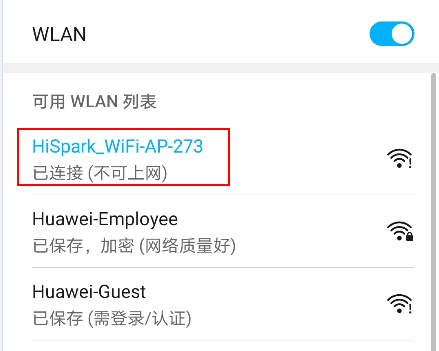 WLAN
可用 WLAN 列表
HiSpark_WiFi-AP-273
已连接 (不可上网)
Huawei-Employee
已保存，加密 (网络质量好)
Huawei-Guest
已保存 (需登录/认证)